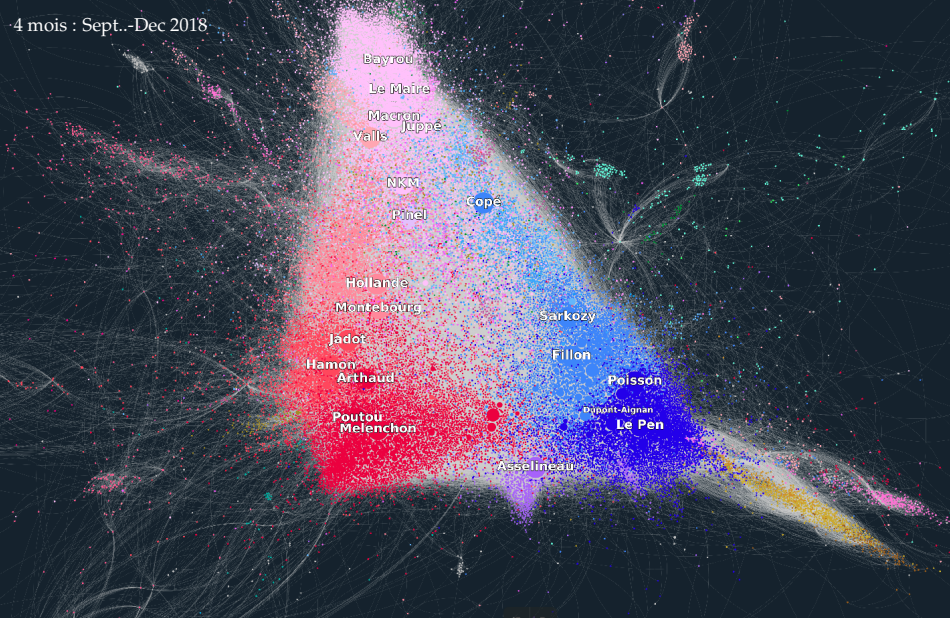 4 mois : Sept..-Dec 2018
Bayrou
Le Maire
Macron
Juppé
Valls
NKM
Copé
Pinel
Hollande
Montebourg
Sarkozy
Jadot
Fillon
Hamon
Arthaud
Poisson
Dupont-Aignan
Poutou
Le Pen
Melenchon
Asselineau